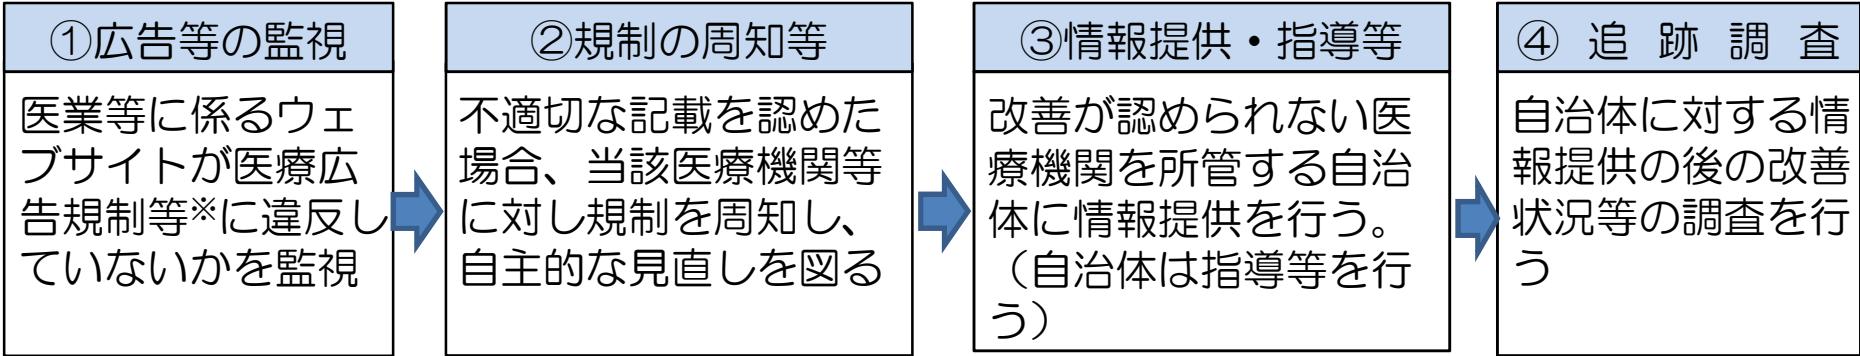 ①広告等の監視
医業等に係るウェ
ブサイトが医療広
告規制等※に違反し
ていないかを監視
②規制の周知等
不適切な記載を認めた
場合、当該医療機関等
に対し規制を周知し、
自主的な見直しを図る
③情報提供・指導等
改善が認められない医
療機関を所管する自治
体に情報提供を行う。
（自治体は指導等を行
う）
④ 追 跡 調 査
自治体に対する情
報提供の後の改善
状況等の調査を行
う